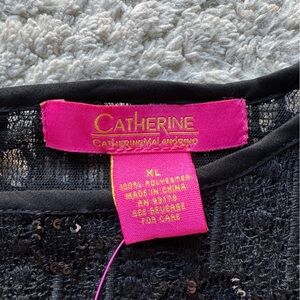 CATHERINE
CATHERINE MALANDRINO
XL
100% POLYESTER
MADE IN CHINA
RN 93178
SEE REVERSE
FOR CARE